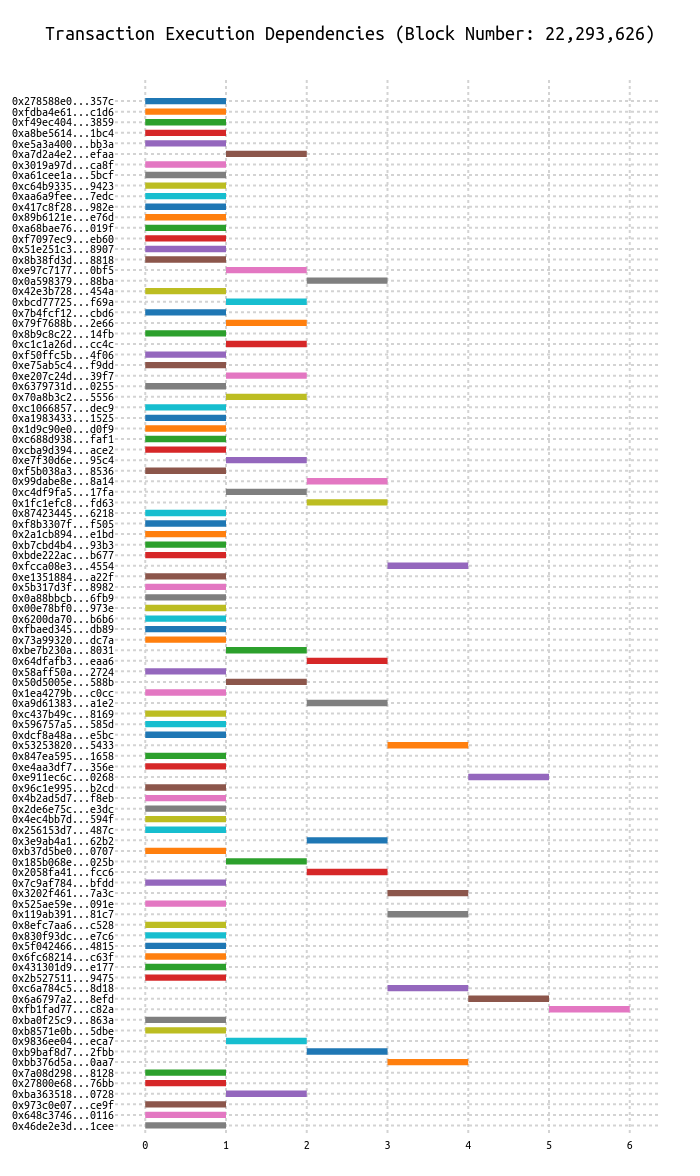 Transaction Execution Dependencies (Block Number: 22,293,626)
0x278588e0...357c
0xfdba4e61...c1d6
0xf49ec404...3859
0xa8be5614...1bc4
0xe5a3a400...bb3a
0xa7d2a4e2...efaa
0x3019a97d...ca8f
0xa61cee1a...5bcf
0xc64b9335...9423
0xaa6a9fee...7edc
0x417c8f28...982e
0x89b6121e...e76d
0xa68bae76...019f
0xf7097ec9...eb60
0x51e251c3...8907
0x8b38fd3d...8818
0xe97c7177...0bf5
0x0a598379...88ba
0x42e3b728...454a
0xbcd77725...f69a
0x7b4fcf12...cbd6
0x79f7688b...2e66
0x8b9c8c22...14fb
0xc1c1a26d...cc4c
0xf50ffc5b...4f06
0xe75ab5c4...f9dd
0xe207c24d...39f7
0x6379731d...0255
0x70a8b3c2...5556
0xc1066857...dec9
0xa1983433...1525
0x1d9c90e0...d0f9
0xc688d938...faf1
0xcba9d394...ace2
0xe7f30d6e...95c4
0xf5b038a3...8536
0x99dabe8e...8a14
0xc4df9fa5...17fa
0x1fc1efc8...fd63
0x87423445...6218
0xf8b3307f...f505
0x2a1cb894...e1bd
0xb7cbd4b4...93b3
0xbde222ac...b677
0xfcca08e3...4554
0xe1351884...a22f
0x5b317d3f...8982
0x0a88bbcb...6fb9
0x00e78bf0...973e
0x6200da70...b6b6
0xfbaed345...db89
0x73a99320...dc7a
0xbe7b230a...8031
0x64dfafb3...eaa6
0x58aff50a...2724
0x50d5005e...588b
0x1ea4279b...c0cc
0xa9d61383...a1e2
0xc437b49c...8169
0x596757a5...585d
0xdcf8a48a...e5bc
0x53253820...5433
0x847ea595...1658
0xe4aa3df7...356e
0xe911ec6c...0268
0x96c1e995...b2cd
0x4b2ad5d7...f8eb
0x2de6e75c...e3dc
0x4ec4bb7d...594f
0x256153d7...487c
0x3e9ab4a1...62b2
0xb37d5be0...0707
0x185b068e...025b
0x2058fa41...fcc6
0x7c9af784...bfdd
0x3202f461...7a3c
0x525ae59e...091e
0x119ab391...81c7
0x8efc7aa6...c528
0x830f93dc...e7c6
0x5f042466...4815
0x6fc68214...c63f
0x431301d9...e177
0x2b527511...9475
0xc6a784c5...8d18
0x6a6797a2...8efd
0xfb1fad77...c82a
0xba0f25c9...863a
0xb8571e0b...5dbe
0x9836ee04...eca7
0xb9baf8d7...2fbb
0xbb376d5a...0aa7
0x7a08d298...8128
0x27800e68...76bb
0xba363518...0728
0x973c0e07...ce9f
0x648c3746...0116
0x46de2e3d...1cee
0 1 2 3 4 5 6